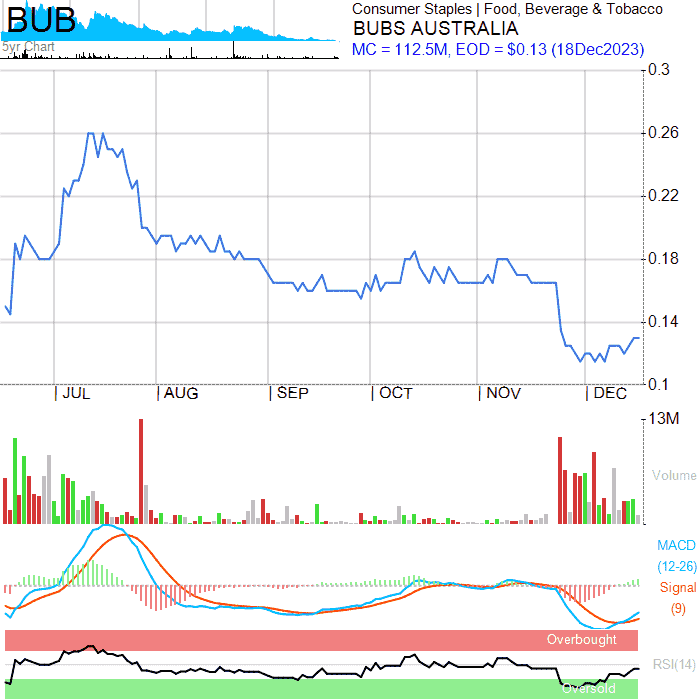 BUB
5yr Chart
Consumer Staples | Food, Beverage & Tobacco
BUBS AUSTRALIA
MC = 112.5M, EOD = $0.13 (18Dec2023)
0.3
0.26
0.22
0.18
0.14
0.1
| JUL | AUG | SEP | OCT | NOV | DEC
13M
Volume
MACD
(12-26)
Signal
(9)
Overbought
RSI(14)
Oversold